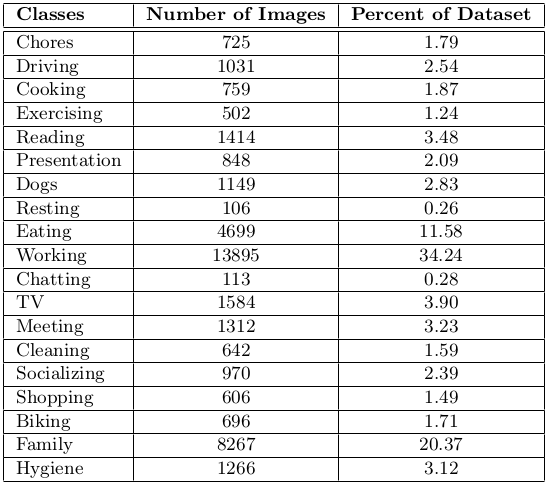 Classes Number of Images Percent of Dataset
Chores 725 1.79
Driving 1031 2.54
Cooking 759 1.87
Exercising 502 1.24
Reading 1414 3.48
Presentation 848 2.09
Dogs 1149 2.83
Resting 106 0.26
Eating 4699 11.58
Working 13895 34.24
Chatting 113 0.28
TV 1584 3.90
Meeting 1312 3.23
Cleaning 642 1.59
Socializing 970 2.39
Shopping 606 1.49
Biking 696 1.71
Family 8267 20.37
Hygiene 1266 3.12